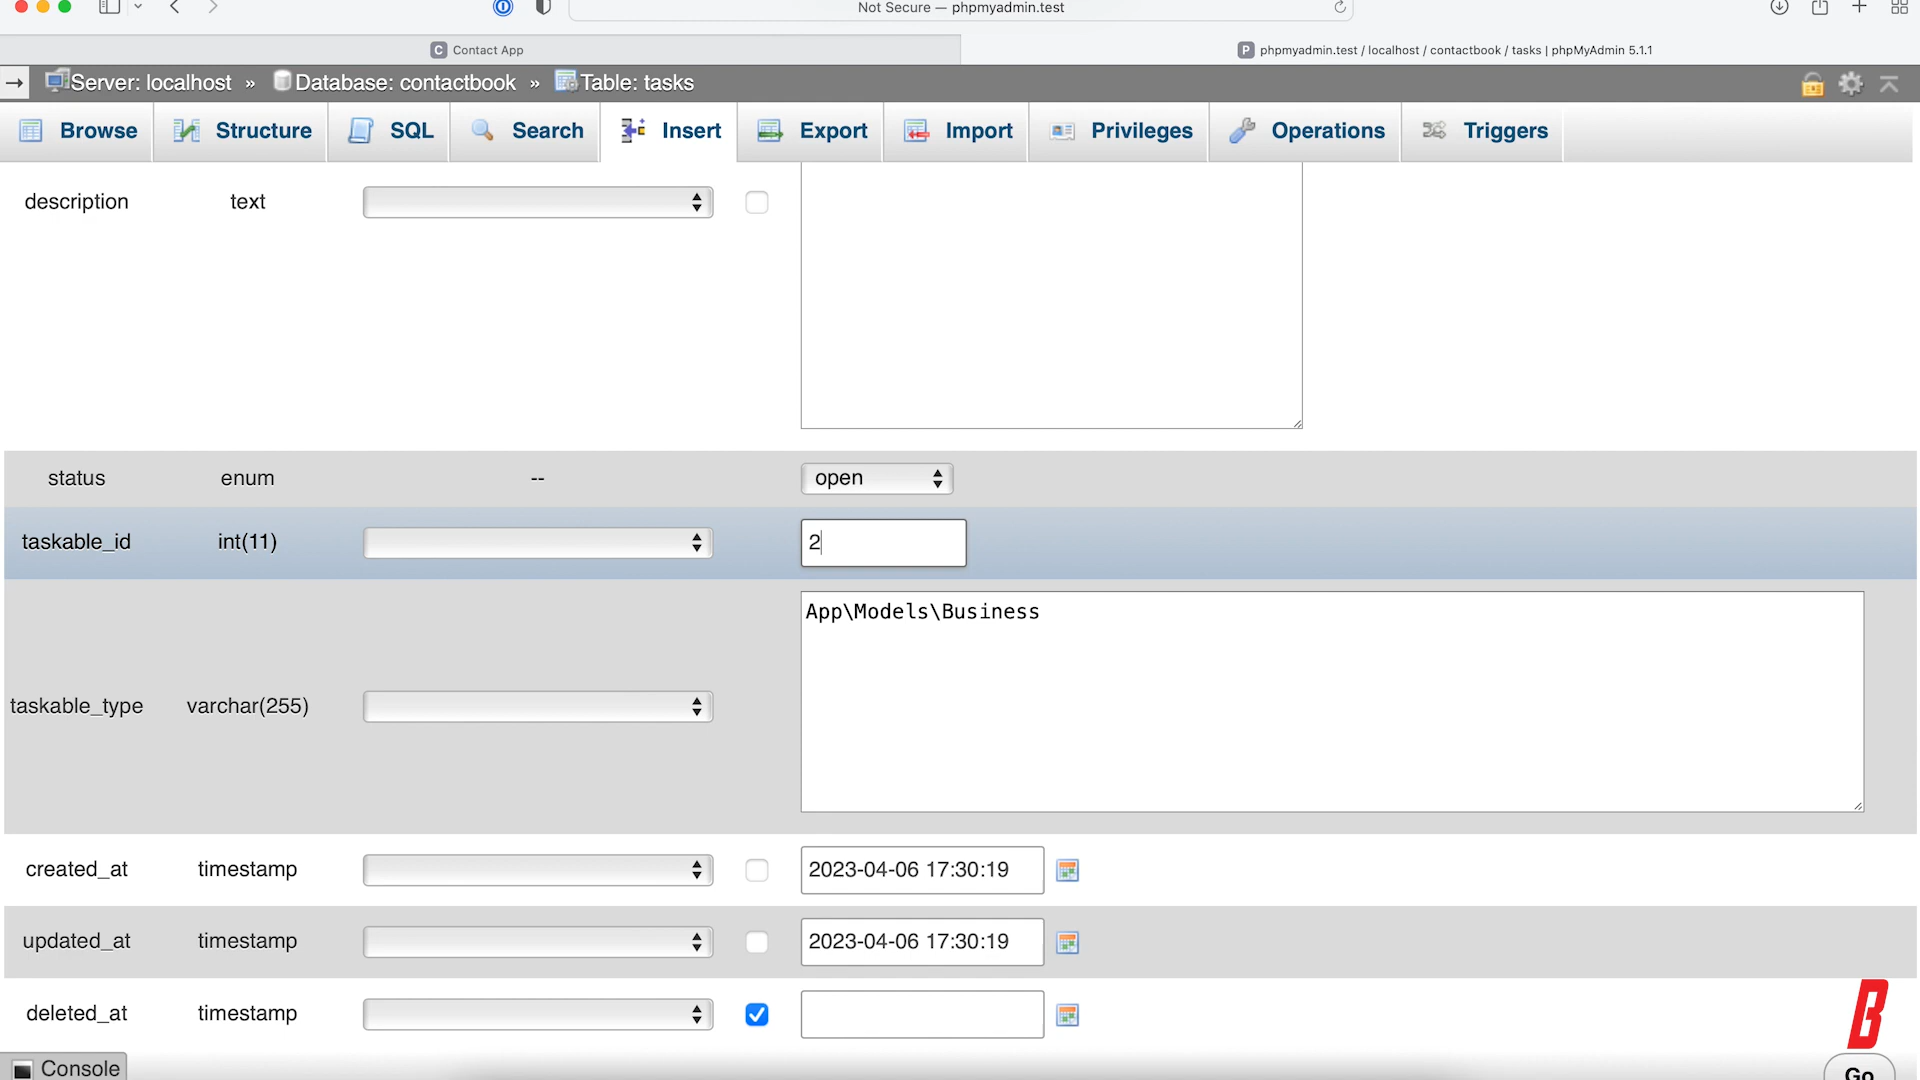 Not Secure — phpmyadmin.test
C Contact App
P phpmyadmin.test / localhost / contactbook / tasks | phpMyAdmin 5.1.1
→ Server: localhost » Database: contactbook » Table: tasks
Browse Structure SQL Search Insert Export Import Privileges Operations Triggers
description text
status enum -- open
taskable_id int(11) 2
App\Models\Business
taskable_type varchar(255)
created_at timestamp 2023-04-06 17:30:19
updated_at timestamp 2023-04-06 17:30:19
deleted_at timestamp
B
Console
Go